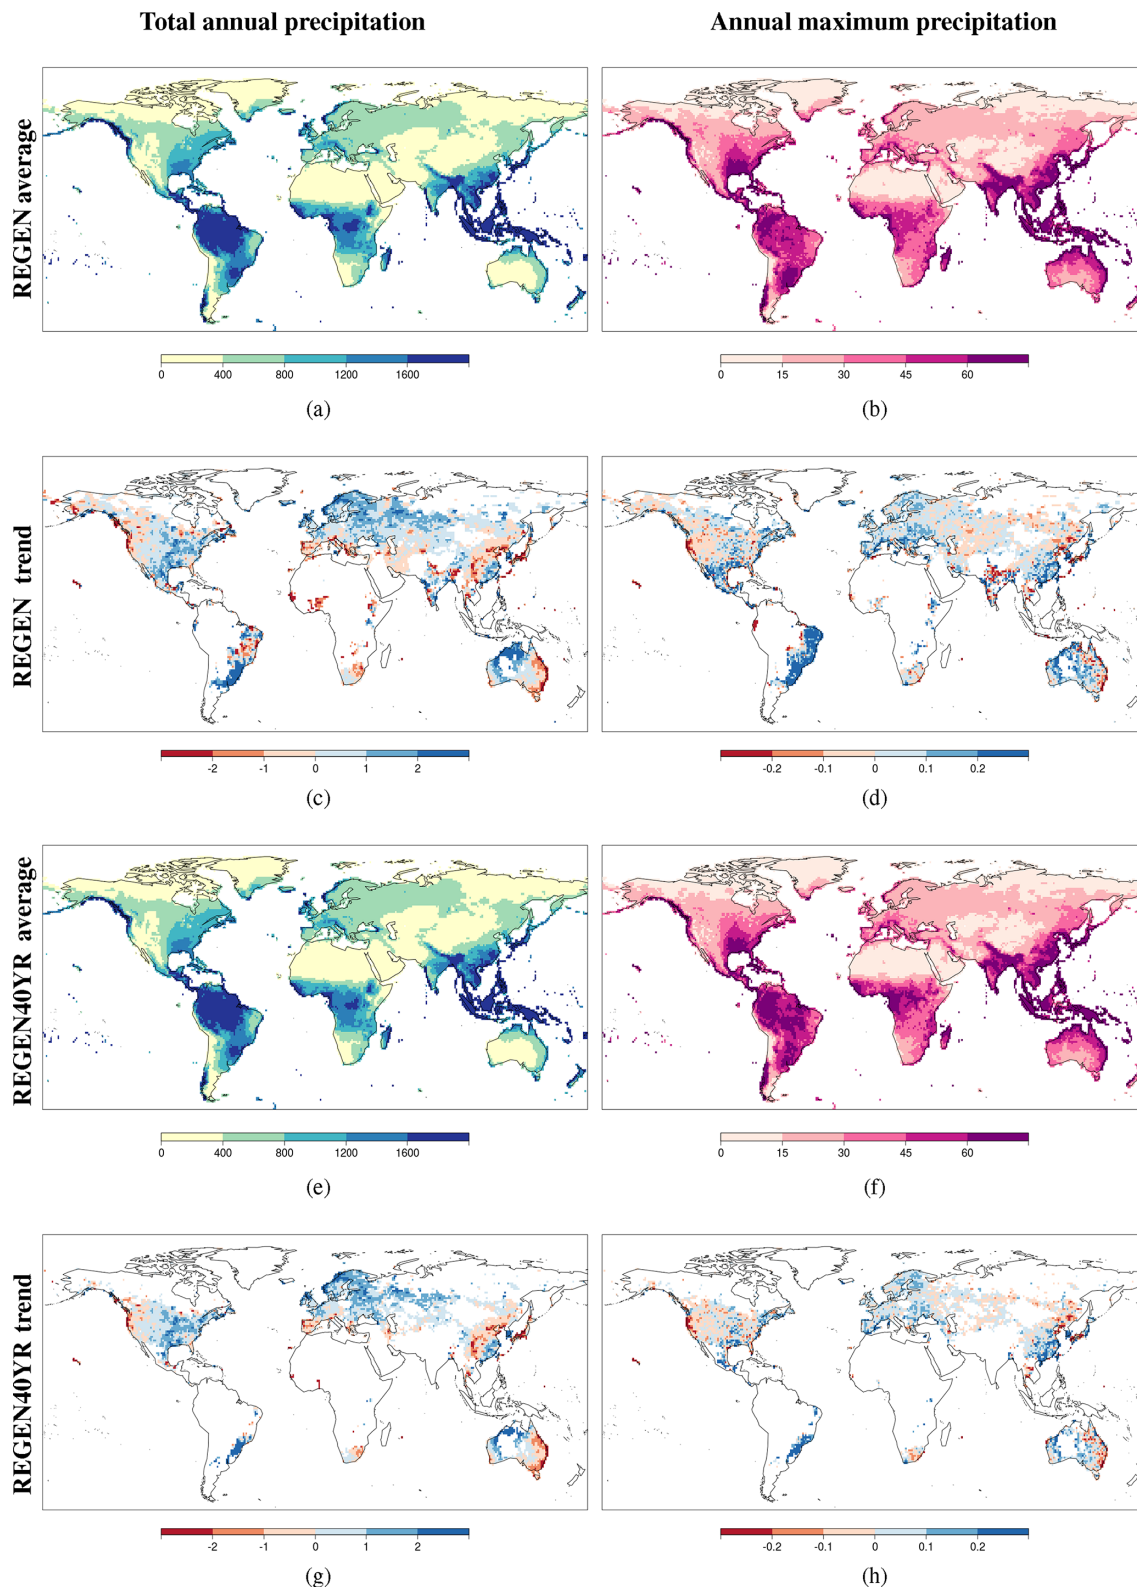 Total annual precipitation
Annual maximum precipitation
REGEN average
0 400 800 1200 1600
0 15 30 45 60
(a)
(b)
REGEN trend
-2 -1 0 1 2
-0.2 -0.1 0 0.1 0.2
(c)
(d)
REGEN40YR average
0 400 800 1200 1600
0 15 30 45 60
(e)
(f)
REGEN40YR trend
-2 -1 0 1 2
-0.2 -0.1 0 0.1 0.2
(g)
(h)